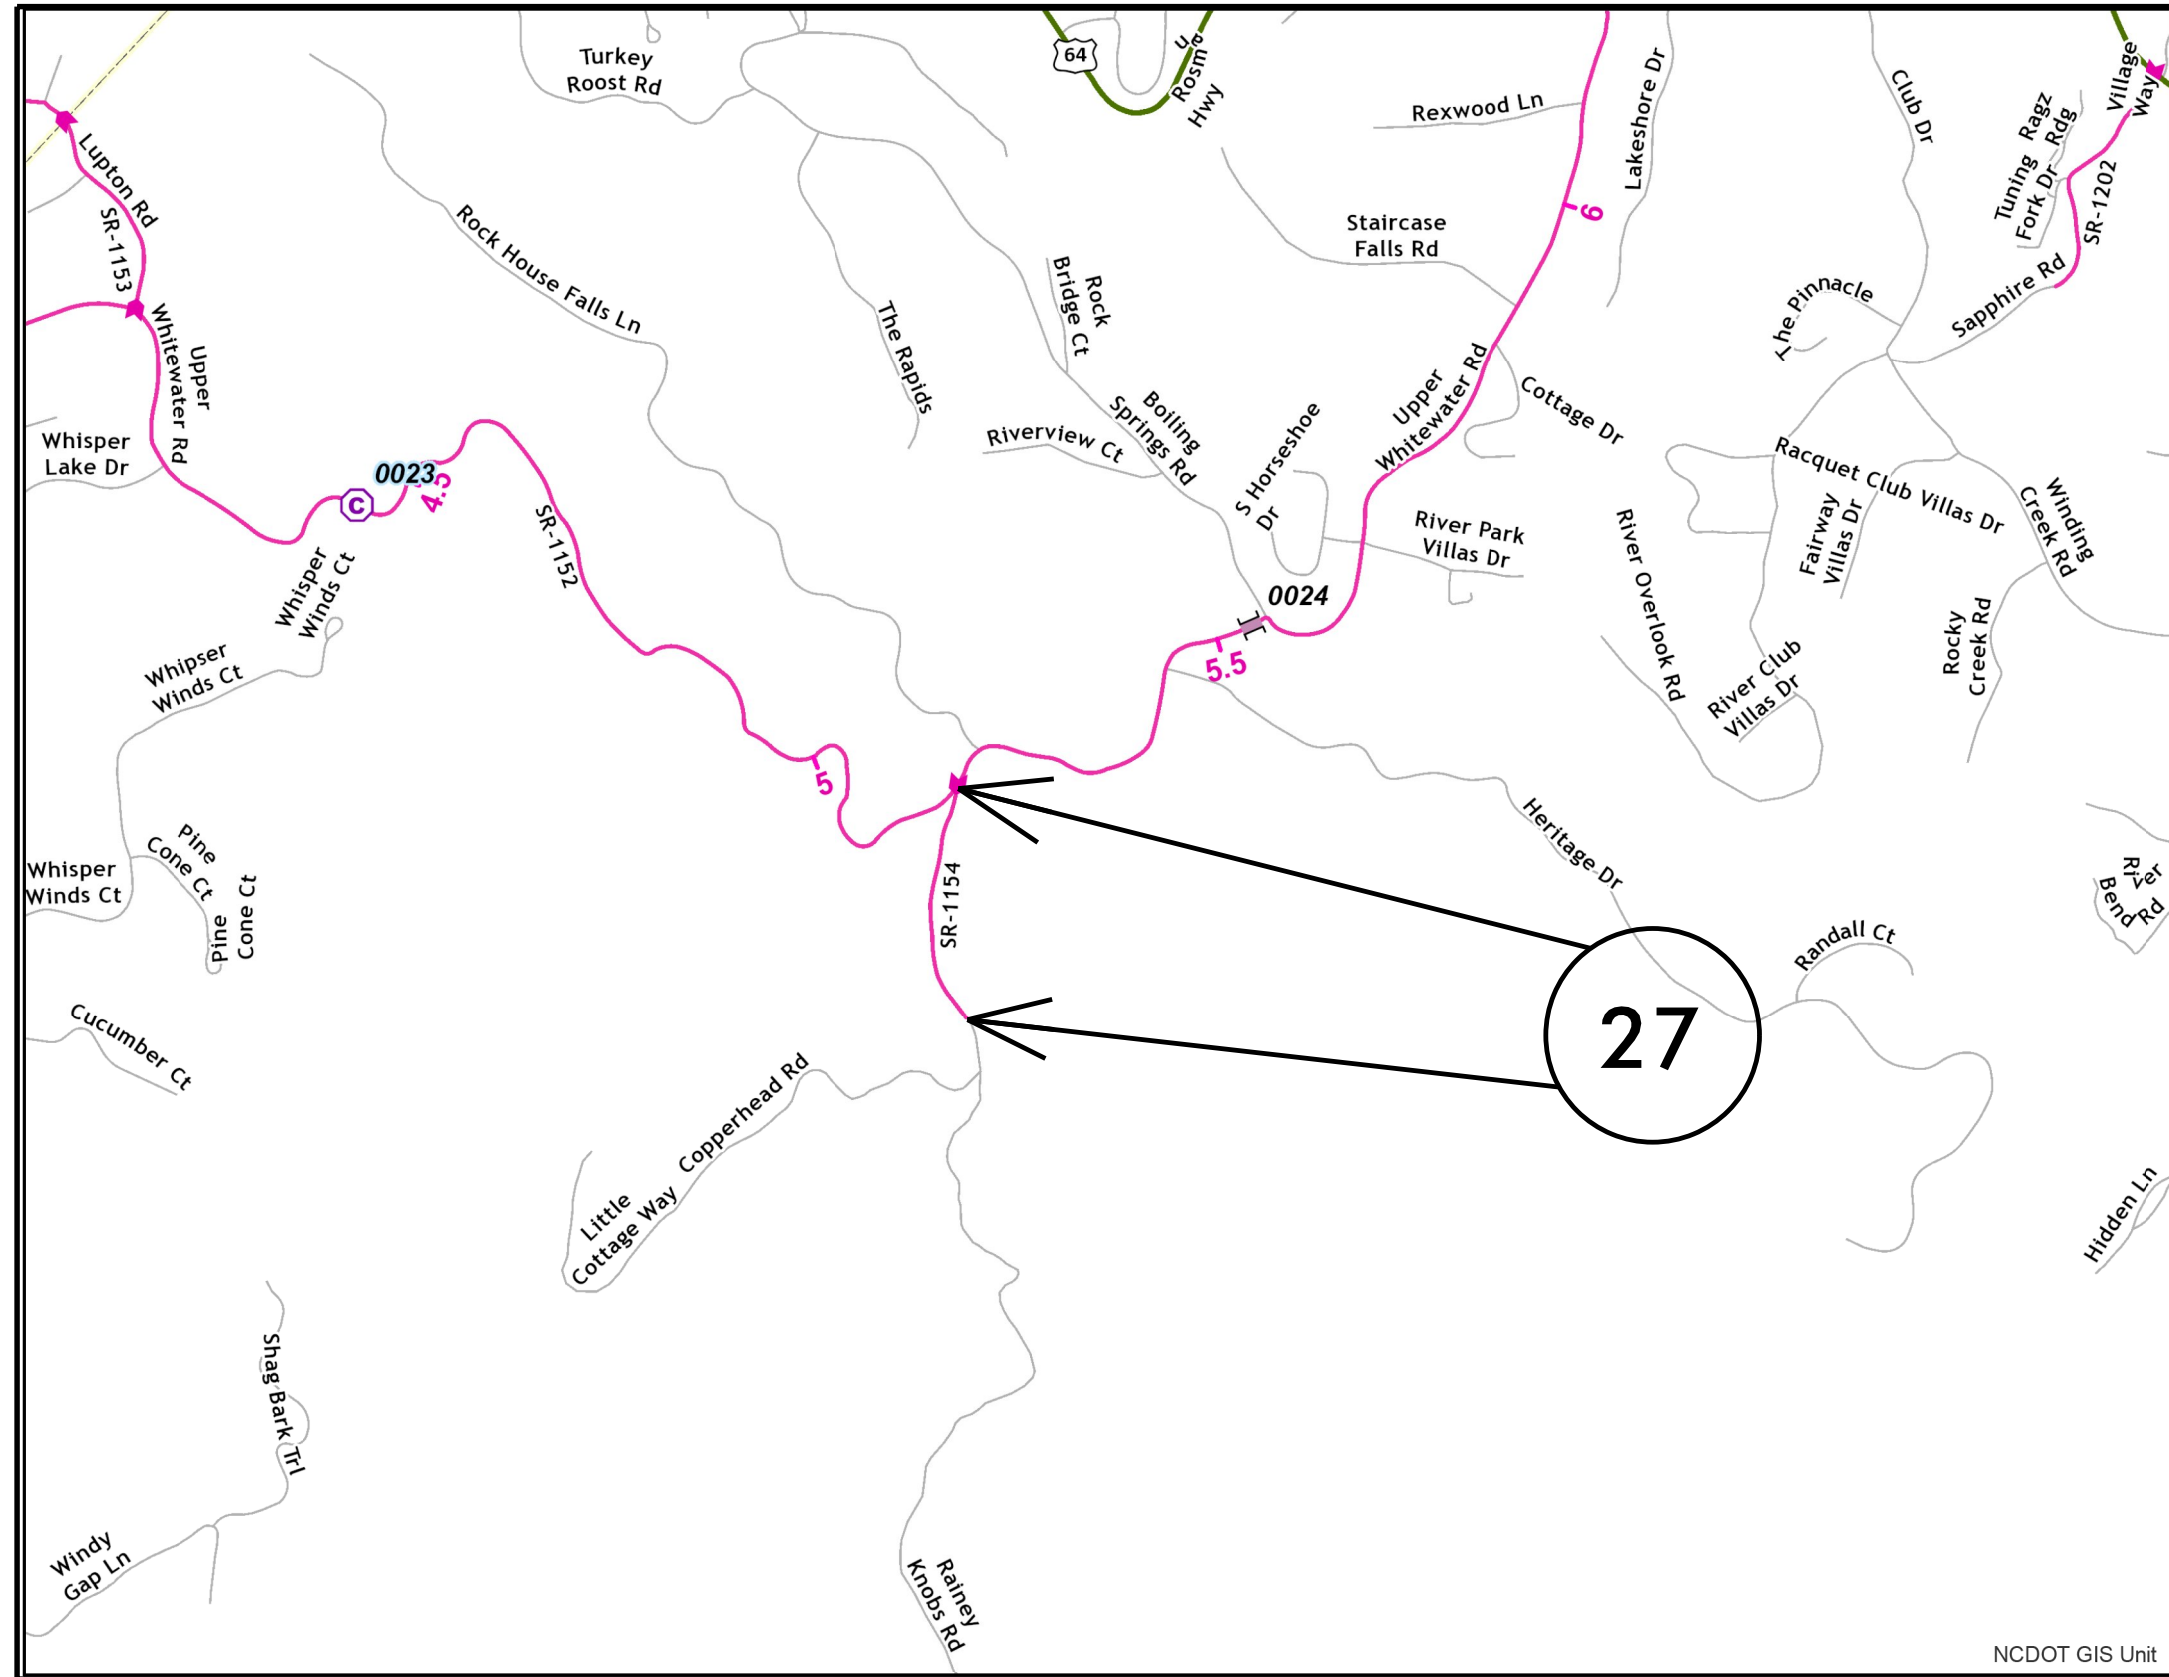 Turkey
Roost Rd
64
US
Rosm
Hwy
Rexwood Ln
Lakeshore Dr
Club Dr
Village
Way
Tuning
Fork Dr
Ragz
Rdg
SR-1202
Lupton Rd
SR-1153
Rock House Falls Ln
Staircase
Falls Rd
6
The Pinnacle
Sapphire Rd
Upper
Whitewater Rd
The Rapids
Rock
Bridge Ct
Boiling
Springs Rd
Riverview Ct
S Horseshoe
Dr
Upper
Whitewater Rd
Cottage Dr
Whisper
Lake Dr
0023
C
4.5
SR-1152
River Park
Villas Dr
Racquet Club Villas Dr
Fairway
Villas Dr
Winding
Creek Rd
Whisper
Winds Ct
0024
River Overlook Rd
Rocky
Creek Rd
Whipser
Winds Ct
5.5
River Club
Villas Dr
5
Heritage Dr
Pine
Cone Ct
Whisper
Winds Ct
Pine
Cone Ct
SR-1154
River
Bend Rd
Randall Ct
27
Cucumber Ct
Copperhead Rd
Little
Cottage Way
Hidden Ln
Shag Bark Trl
Windy
Gap Ln
Rainey
Knobs Rd
NCDOT GIS Unit